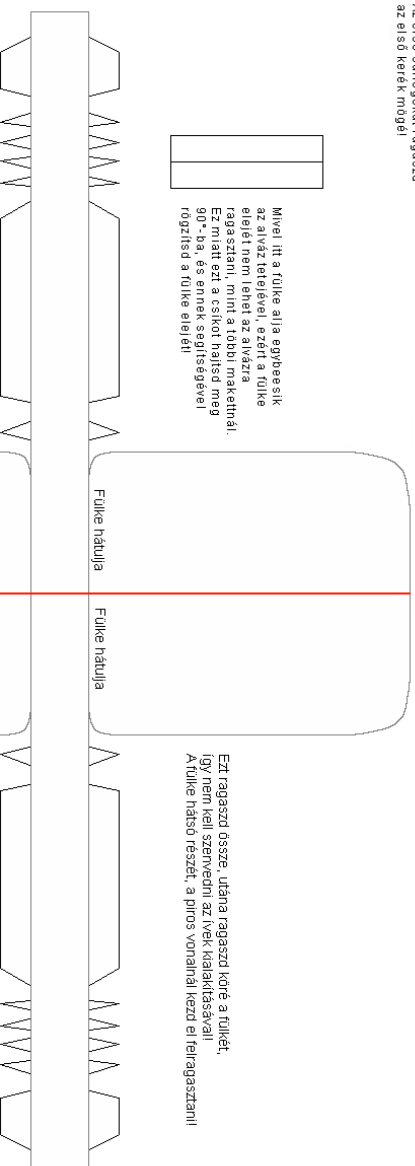 az első kerék mögé!
Mivel itt a fülke alja egybeesik
az alváz tetejével, ezért a fülke
elejét nem lehet az alvázra
ragasztani, mint a többi makettnál.
Ez miatt ezt a csíkot hajtsd meg
90°-ba, és ennek segítségével
rögzítsd a fülke elejét!
Fülke hátulja
Fülke hátulja
Ezt ragaszd össze, utána ragaszd köré a fülkét,
így nem kell szenvedni az ívek kialakításával!
A fülke hátsó részét, a piros vonalnál kezd el felragasztani!